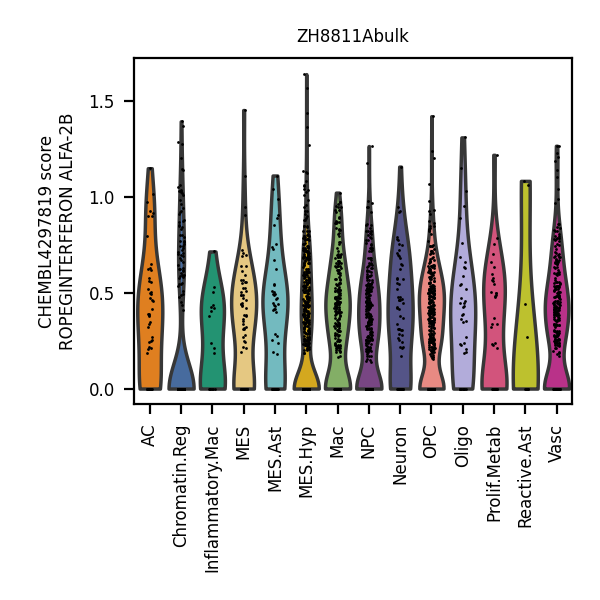 ZH8811Abulk
CHEMBL4297819 score
ROPEGINTERFERON ALFA-2B
1.5
1.0
0.5
0.0
AC
Chromatin.Reg
Inflammatory.Mac
MES
MES.Ast
MES.Hyp
Mac
NPC
Neuron
OPC
Oligo
Prolif.Metab
Reactive.Ast
Vasc